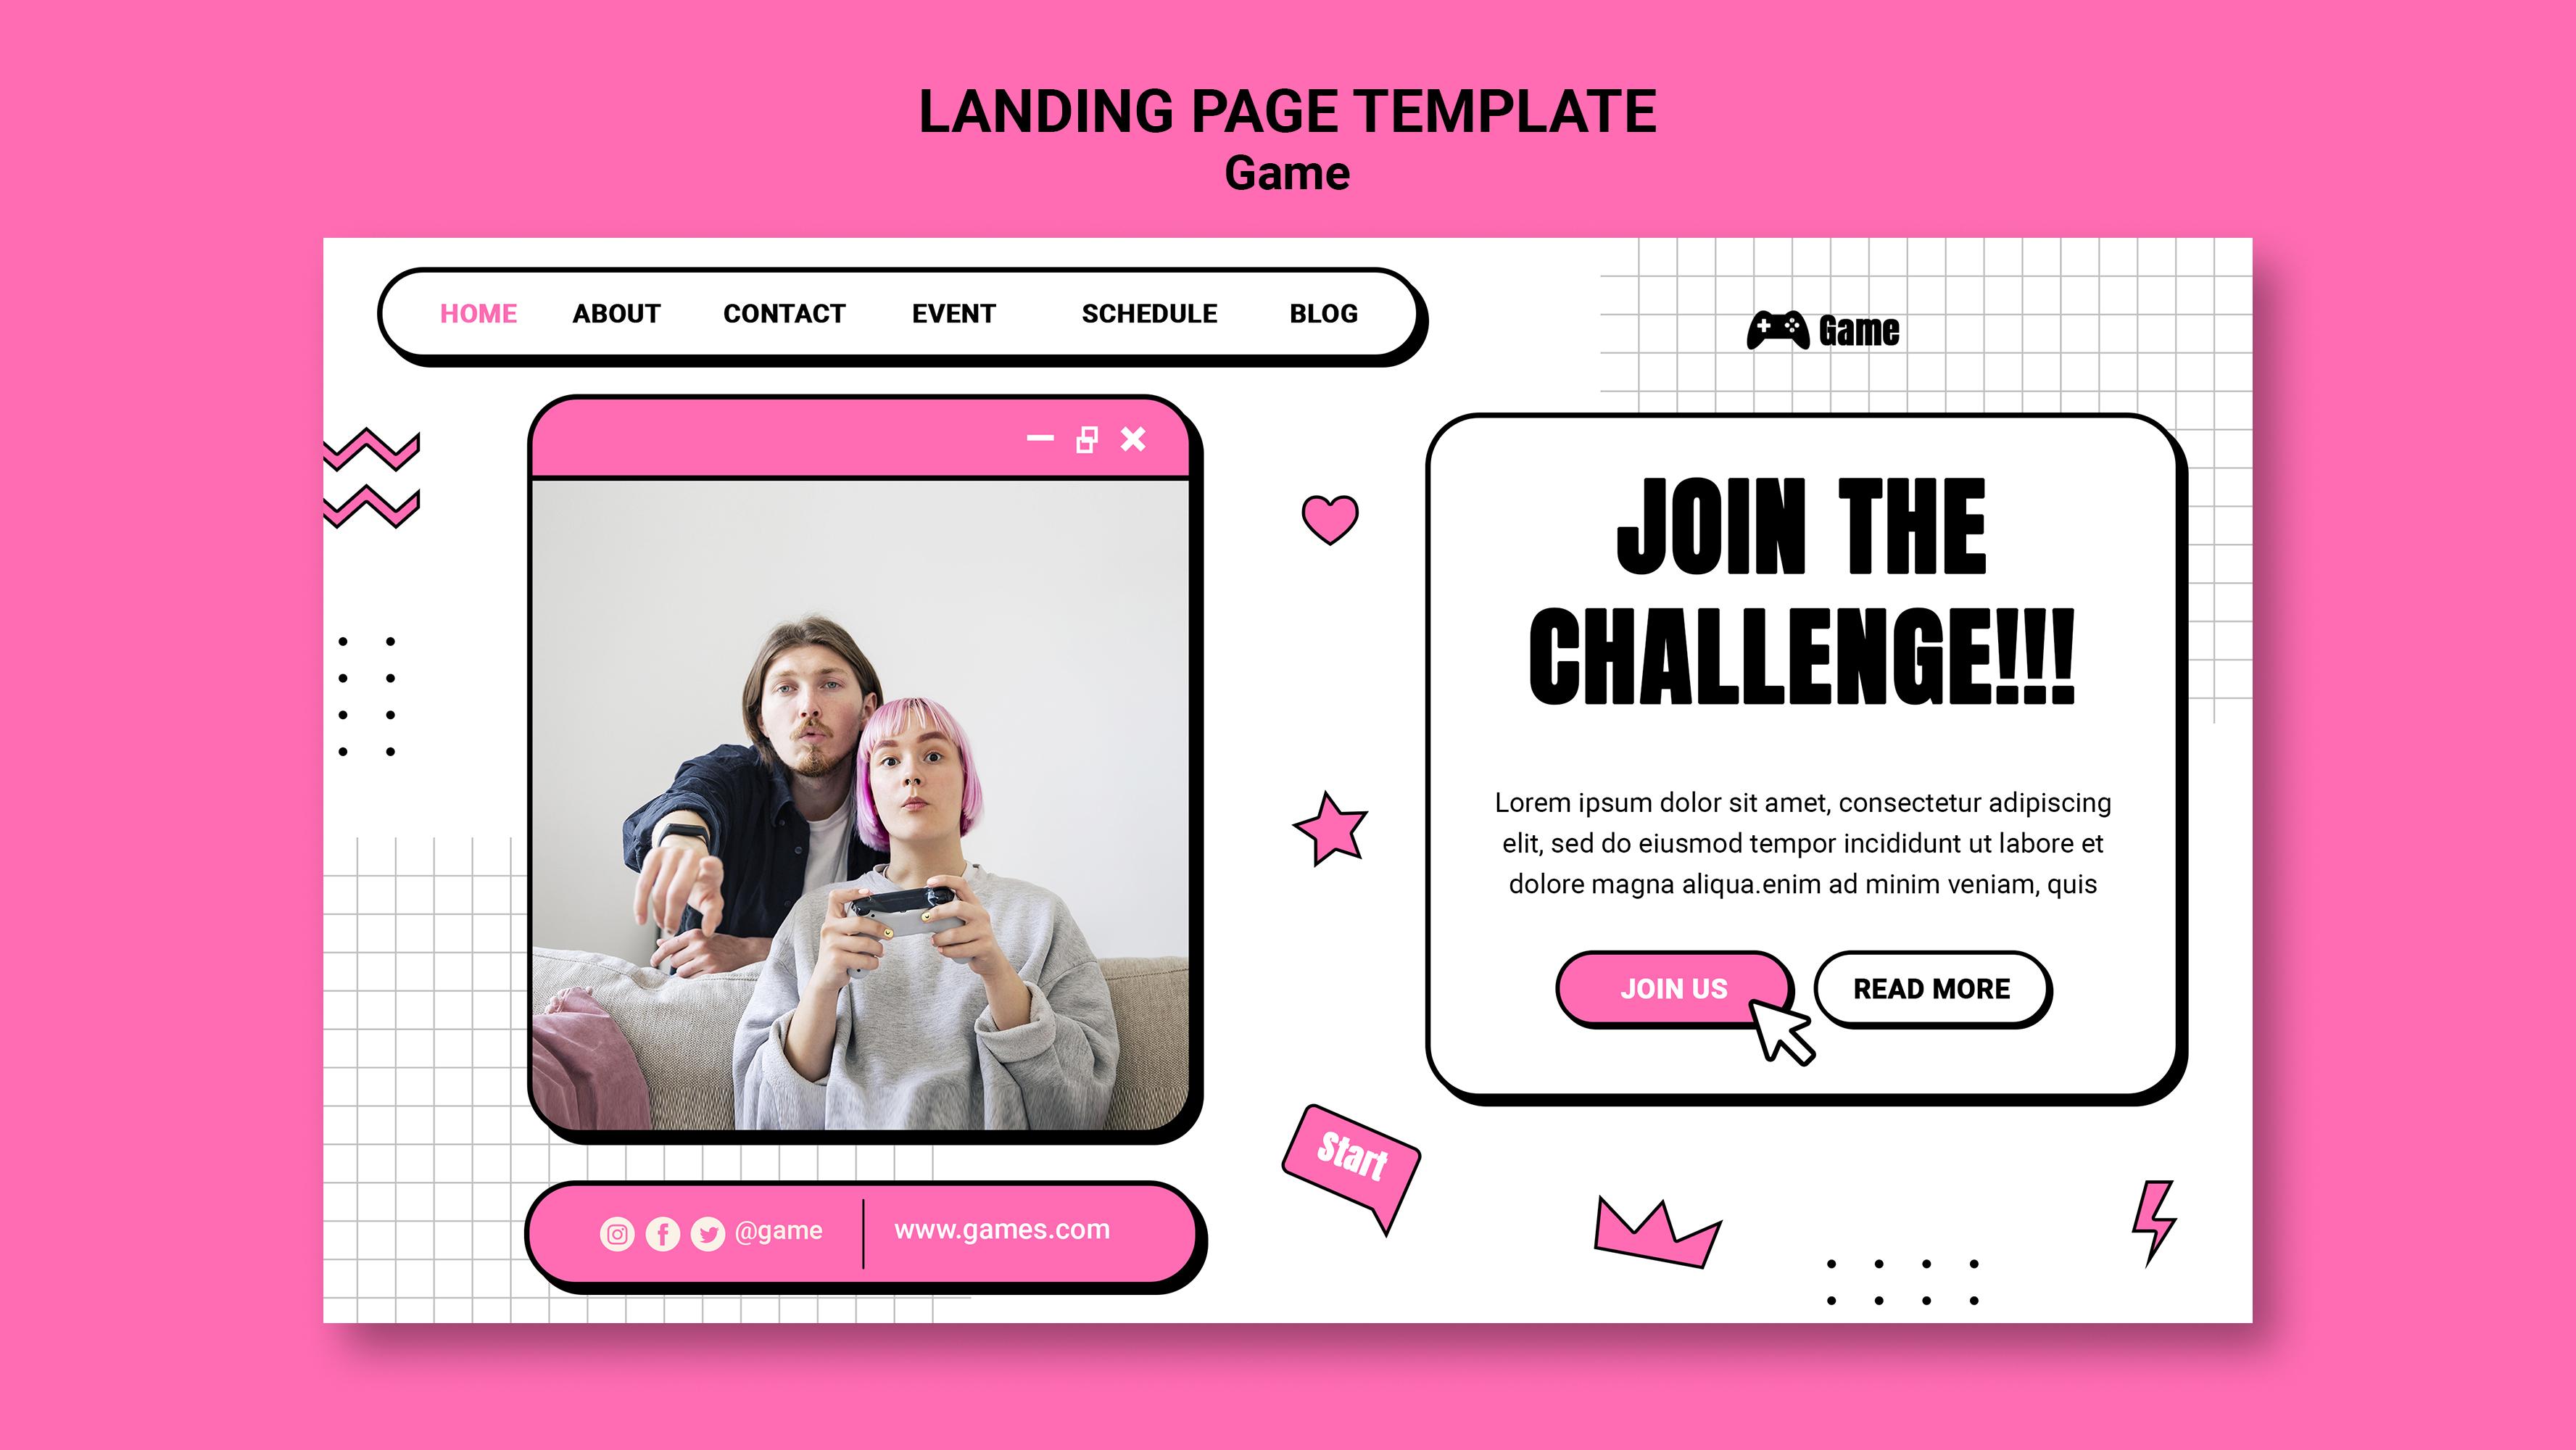 LANDING PAGE TEMPLATE
Game
HOME ABOUT CONTACT EVENT SCHEDULE BLOG
Game
JOIN THE
CHALLENGE!!!
Lorem ipsum dolor sit amet, consectetur adipiscing
elit, sed do eiusmod tempor incididunt ut labore et
dolore magna aliqua.enim ad minim veniam, quis
JOIN US
READ MORE
Start
@game
www.games.com